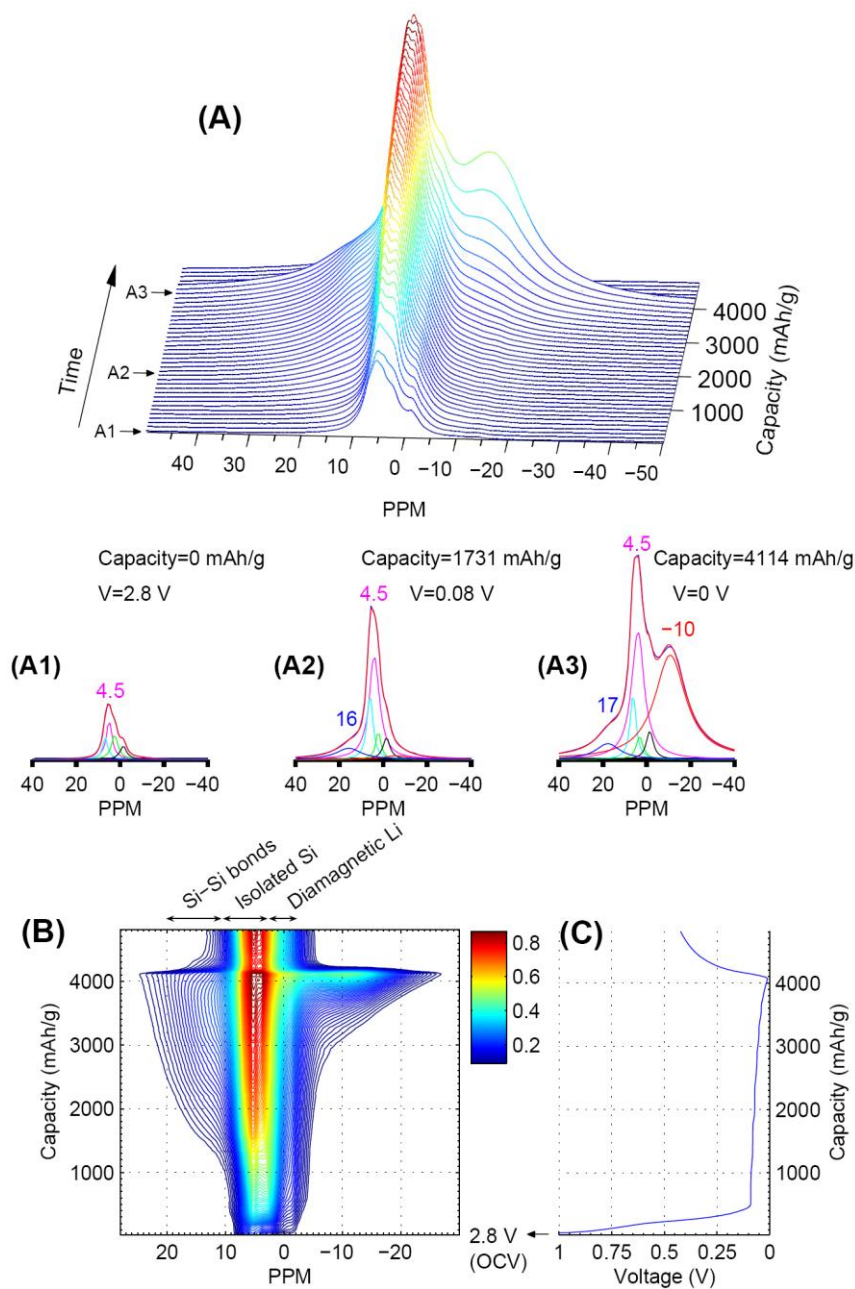 (A)
A3
A2
A1
Time
4000
3000
2000
1000
Capacity (mAh/g)
40 30 20 10 0 −10 −20 −30 −40 −50
PPM
Capacity=0 mAh/g
V=2.8 V
(A1)
4.5
40 20 0 −20 −40
PPM
Capacity=1731 mAh/g
V=0.08 V
(A2)
4.5
16
40 20 0 −20 −40
PPM
Capacity=4114 mAh/g
V=0 V
(A3)
4.5
−10
17
40 20 0 −20 −40
PPM
Si−Si bonds
Isolated Si
Diamagnetic Li
(B)
Capacity (mAh/g)
4000
3000
2000
1000
20 10 0 −10 −20
PPM
0.8
0.6
0.4
0.2
2.8 V
(OCV)
(C)
4000
3000
2000
1000
Capacity (mAh/g)
1 0.75 0.5 0.25 0
Voltage (V)